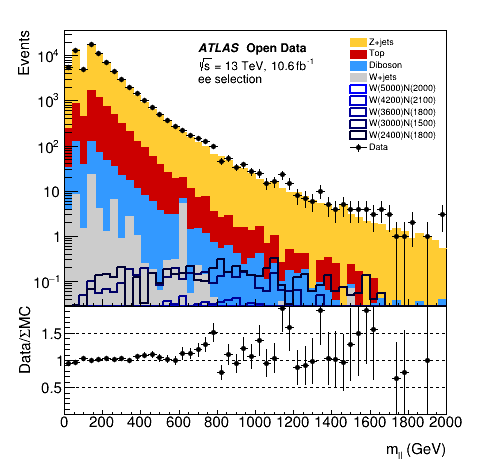 Events
10⁴
10³
10²
10
1
10⁻¹
ATLAS Open Data
√s = 13 TeV, 10.6 fb⁻¹
ee selection
Z+jets
Top
Diboson
W+jets
W(5000)N(2000)
W(4200)N(2100)
W(3600)N(1800)
W(3000)N(1500)
W(2400)N(1800)
Data
Data/ΣMC
1.5
1
0.5
0 200 400 600 800 1000 1200 1400 1600 1800 2000
m_ll (GeV)